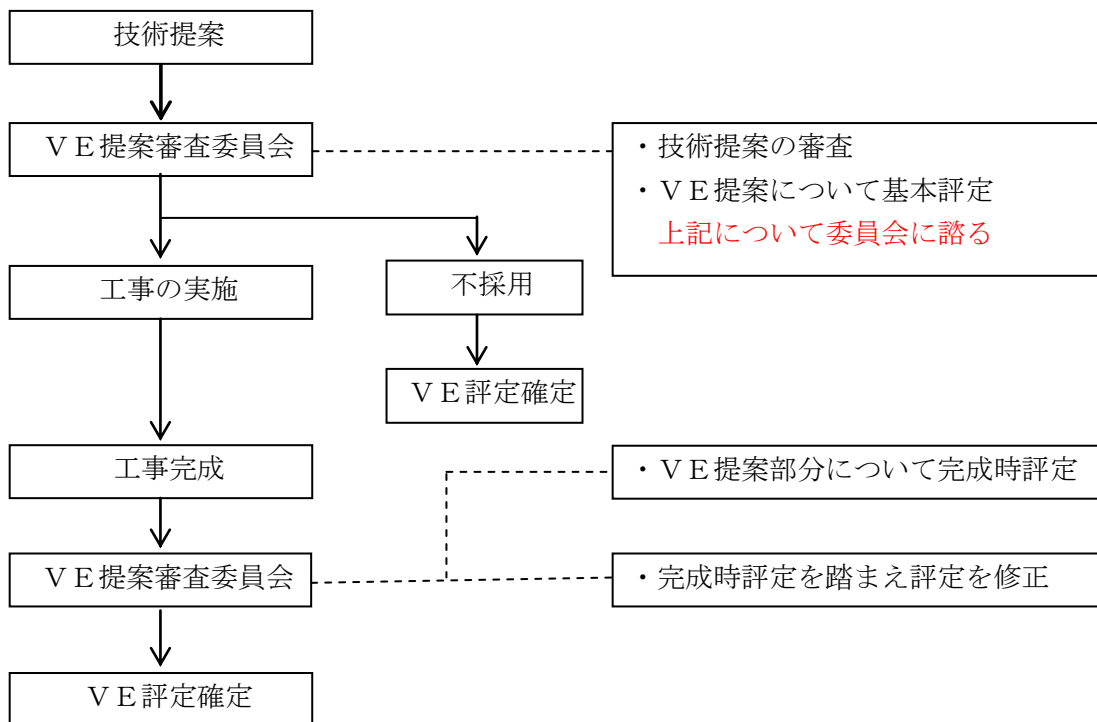 技術提案
ＶＥ提案審査委員会
・技術提案の審査
・ＶＥ提案について基本評定
上記について委員会に諮る
工事の実施
不採用
ＶＥ評定確定
工事完成
・ＶＥ提案部分について完成時評定
ＶＥ提案審査委員会
・完成時評定を踏まえ評定を修正
ＶＥ評定確定